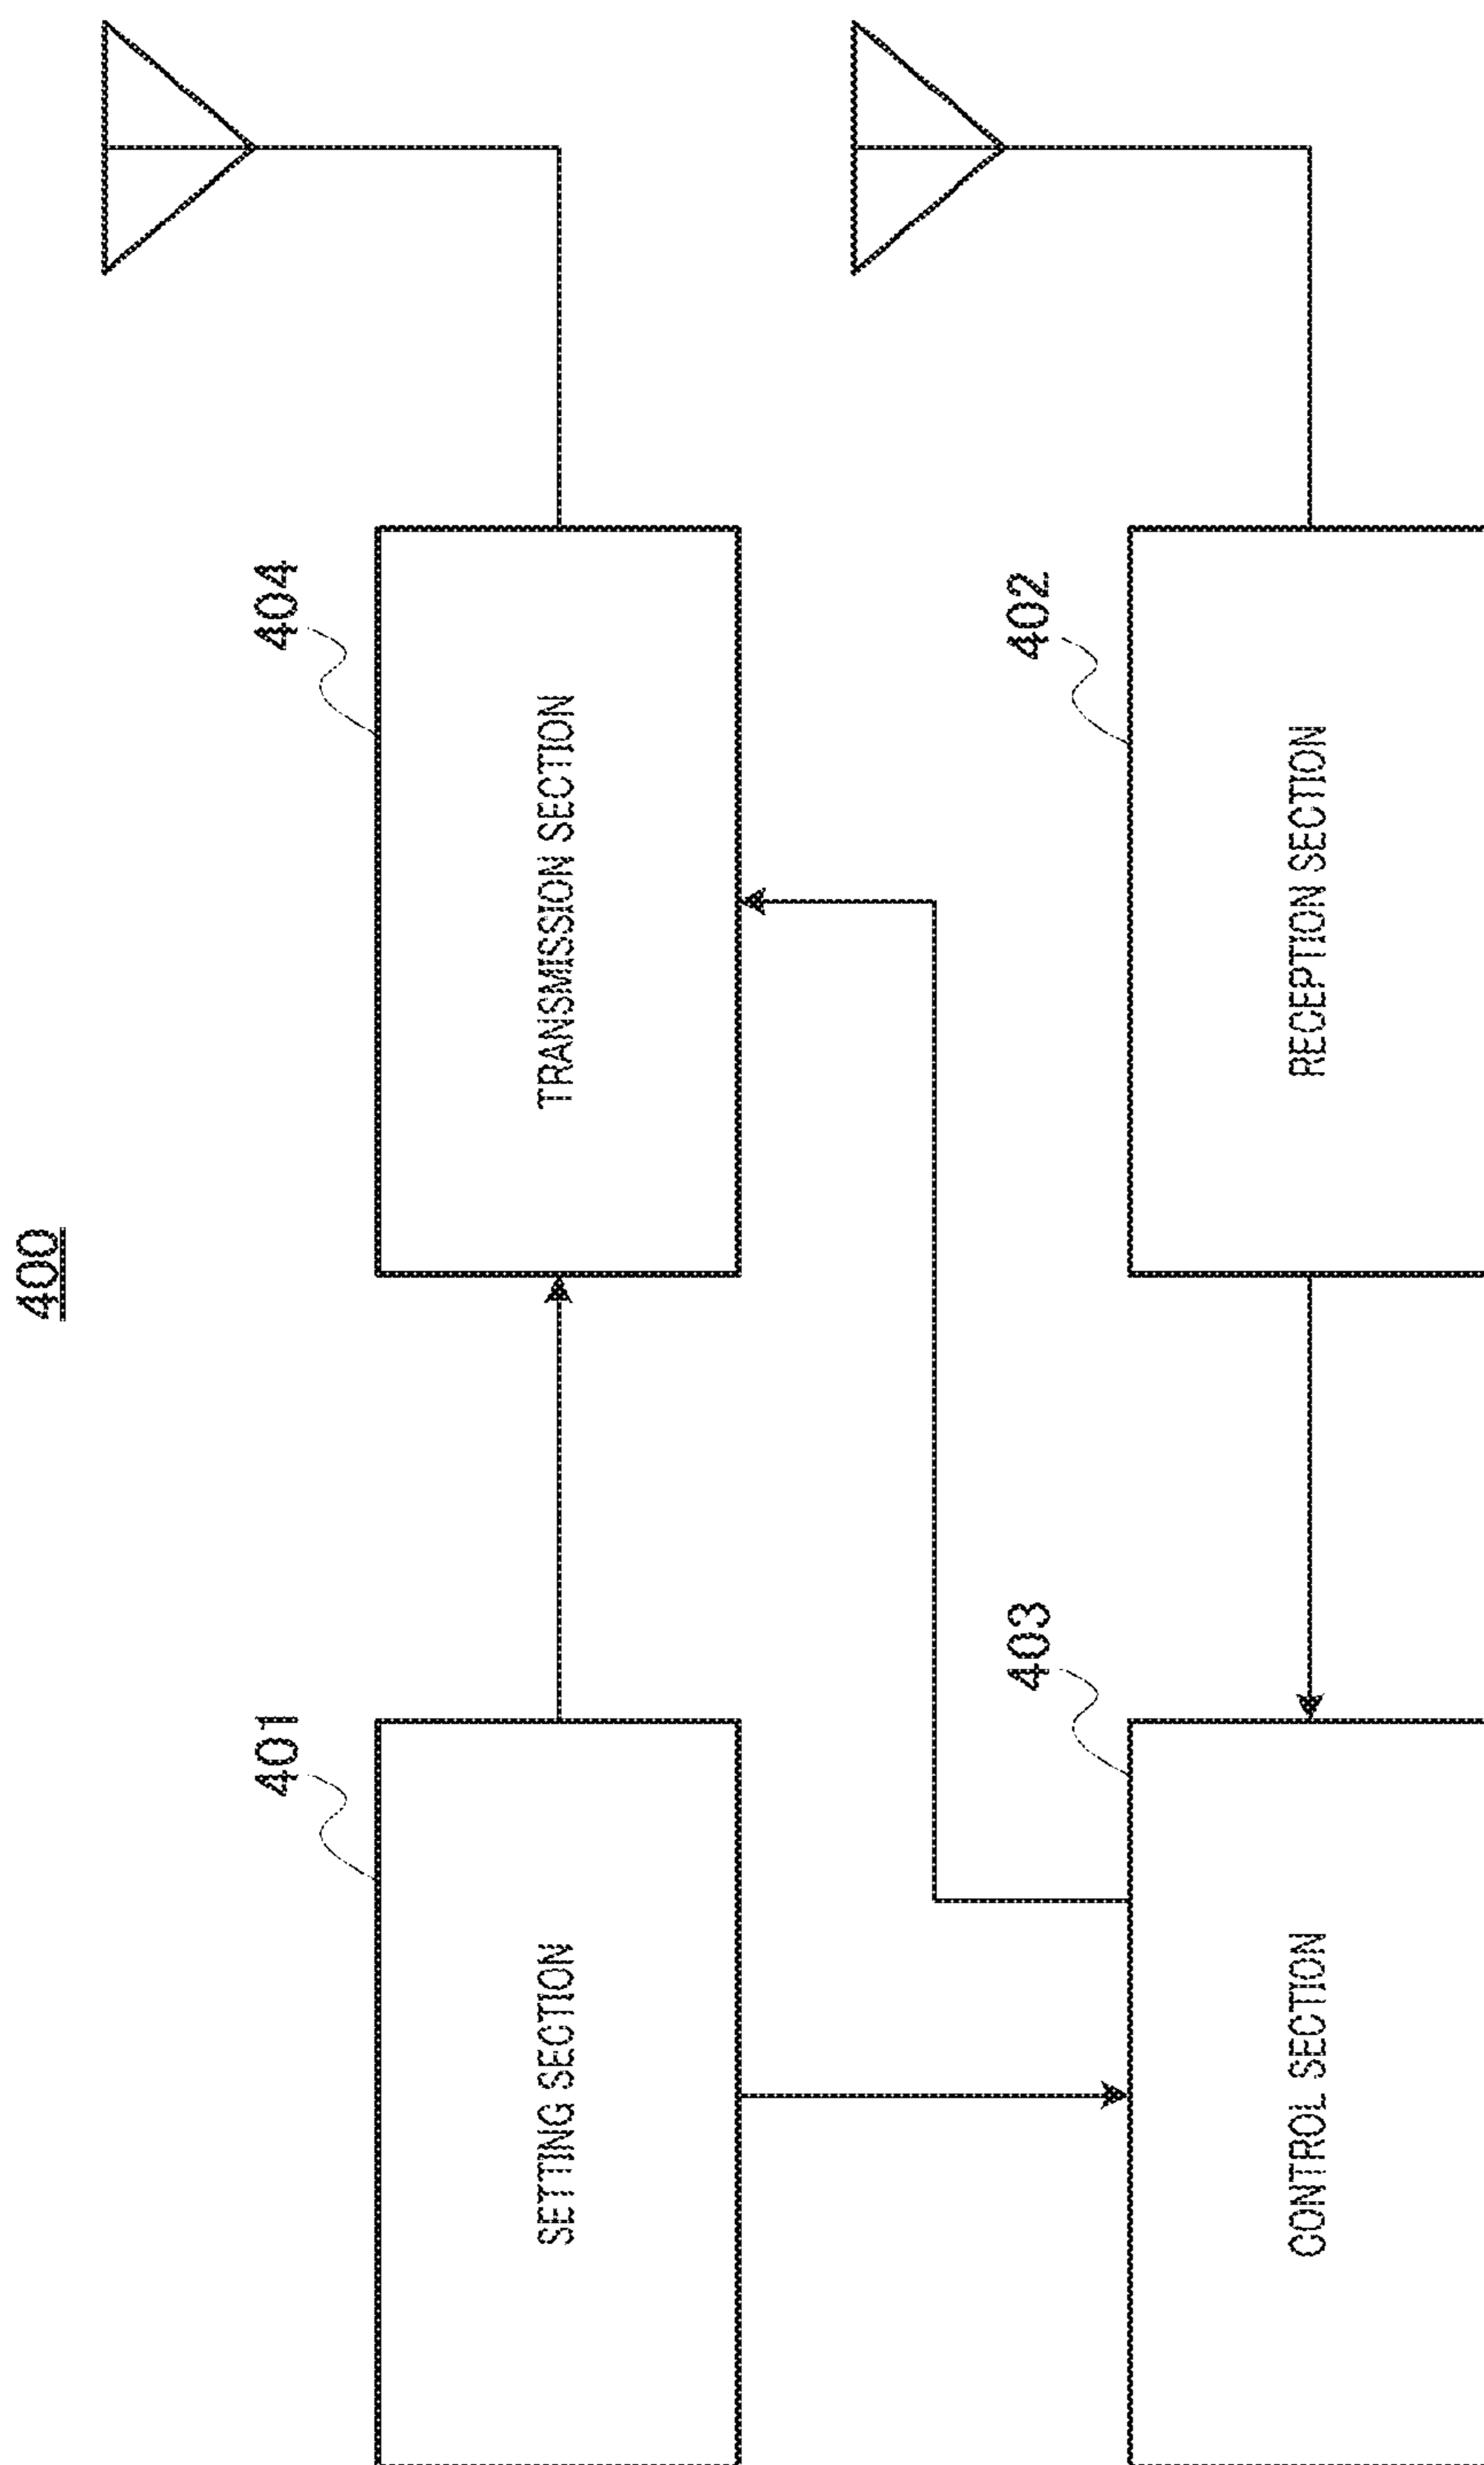 400
401
SETTING SECTION
404
TRANSMISSION SECTION
403
CONTROL SECTION
402
RECEPTION SECTION